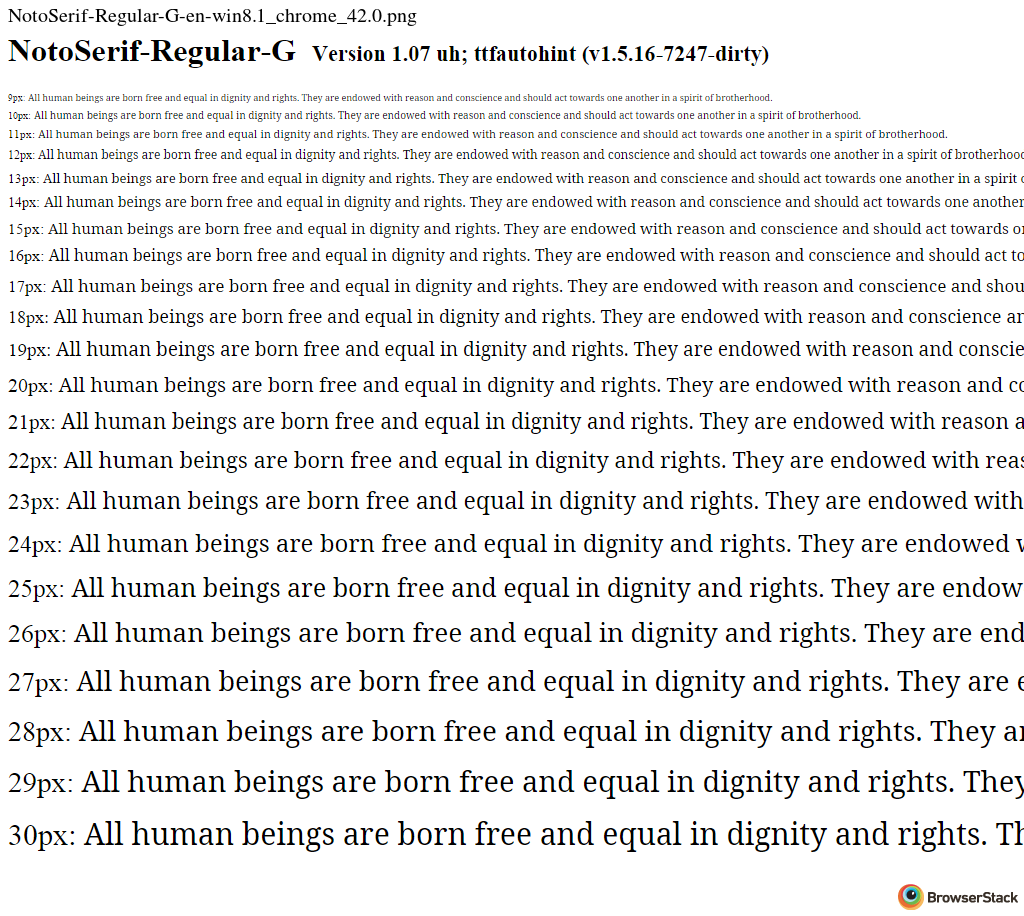 NotoSerif-Regular-G-en-win8.1_chrome_42.0.png
NotoSerif-Regular-G Version 1.07 uh; ttfautohint (v1.5.16-7247-dirty)
9px: All human beings are born free and equal in dignity and rights. They are endowed with reason and conscience and should act towards one another in a spirit of brotherhood.
10px: All human beings are born free and equal in dignity and rights. They are endowed with reason and conscience and should act towards one another in a spirit of brotherhood.
11px: All human beings are born free and equal in dignity and rights. They are endowed with reason and conscience and should act towards one another in a spirit of brotherhood.
12px: All human beings are born free and equal in dignity and rights. They are endowed with reason and conscience and should act towards one another in a spirit of brotherhoo
13px: All human beings are born free and equal in dignity and rights. They are endowed with reason and conscience and should act towards one another in a spirit
14px: All human beings are born free and equal in dignity and rights. They are endowed with reason and conscience and should act towards one another
15px: All human beings are born free and equal in dignity and rights. They are endowed with reason and conscience and should act towards
16px: All human beings are born free and equal in dignity and rights. They are endowed with reason and conscience and should act to
17px: All human beings are born free and equal in dignity and rights. They are endowed with reason and conscience and shou
18px: All human beings are born free and equal in dignity and rights. They are endowed with reason and conscience
19px: All human beings are born free and equal in dignity and rights. They are endowed with reason and conscie
20px: All human beings are born free and equal in dignity and rights. They are endowed with reason and
21px: All human beings are born free and equal in dignity and rights. They are endowed with reason a
22px: All human beings are born free and equal in dignity and rights. They are endowed with reas
23px: All human beings are born free and equal in dignity and rights. They are endowed with
24px: All human beings are born free and equal in dignity and rights. They are endowed
25px: All human beings are born free and equal in dignity and rights. They are endow
26px: All human beings are born free and equal in dignity and rights. They are end
27px: All human beings are born free and equal in dignity and rights. They are
28px: All human beings are born free and equal in dignity and rights. They
29px: All human beings are born free and equal in dignity and rights. They
30px: All human beings are born free and equal in dignity and rights. Th
BrowserStack